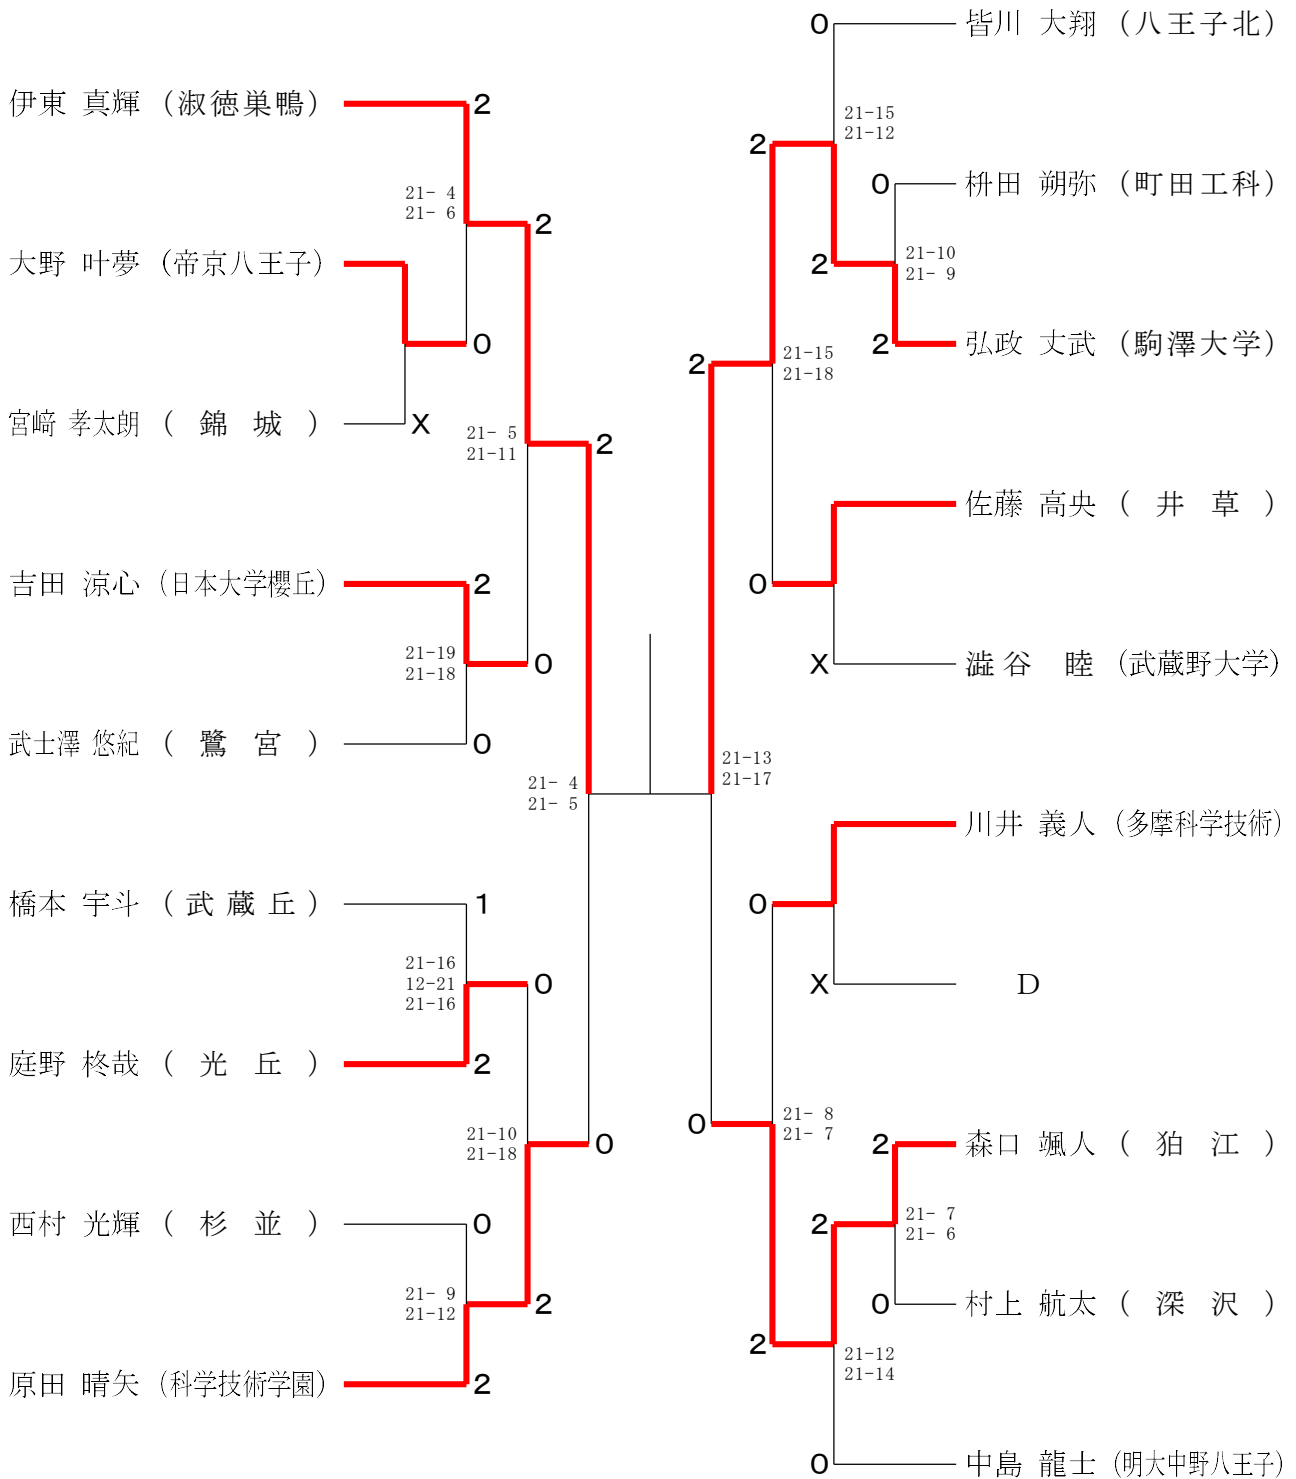 伊東 真輝 (淑徳巣鴨)
2
21- 4
21- 6
2
大野 叶夢 (帝京八王子)
0
宮﨑 孝太朗 ( 錦 城 )
X
21- 5
21-11
2
吉田 涼心 (日本大学櫻丘)
2
21-19
21-18
0
武士澤 悠紀 ( 鷺 宮 )
0
21- 4
21- 5
橋本 宇斗 ( 武 蔵 丘 )
1
21-16
12-21
21-16
0
庭野 柊哉 ( 光 丘 )
2
21-10
21-18
0
西村 光輝 ( 杉 並 )
0
21- 9
21-12
2
原田 晴矢 (科学技術学園)
2
0
皆川 大翔 (八王子北)
21-15
21-12
2
0
枡田 朔弥 (町田工科)
2
21-10
21- 9
2
弘政 丈武 (駒澤大学)
2
21-15
21-18
佐藤 高央 ( 井 草 )
0
X
澁谷 睦 (武蔵野大学)
21-13
21-17
川井 義人 (多摩科学技術)
0
X
D
0
21- 8
21- 7
2
森口 颯人 ( 狛 江 )
2
21- 7
21- 6
0
村上 航太 ( 深 沢 )
2
21-12
21-14
0
中島 龍士 (明大中野八王子)